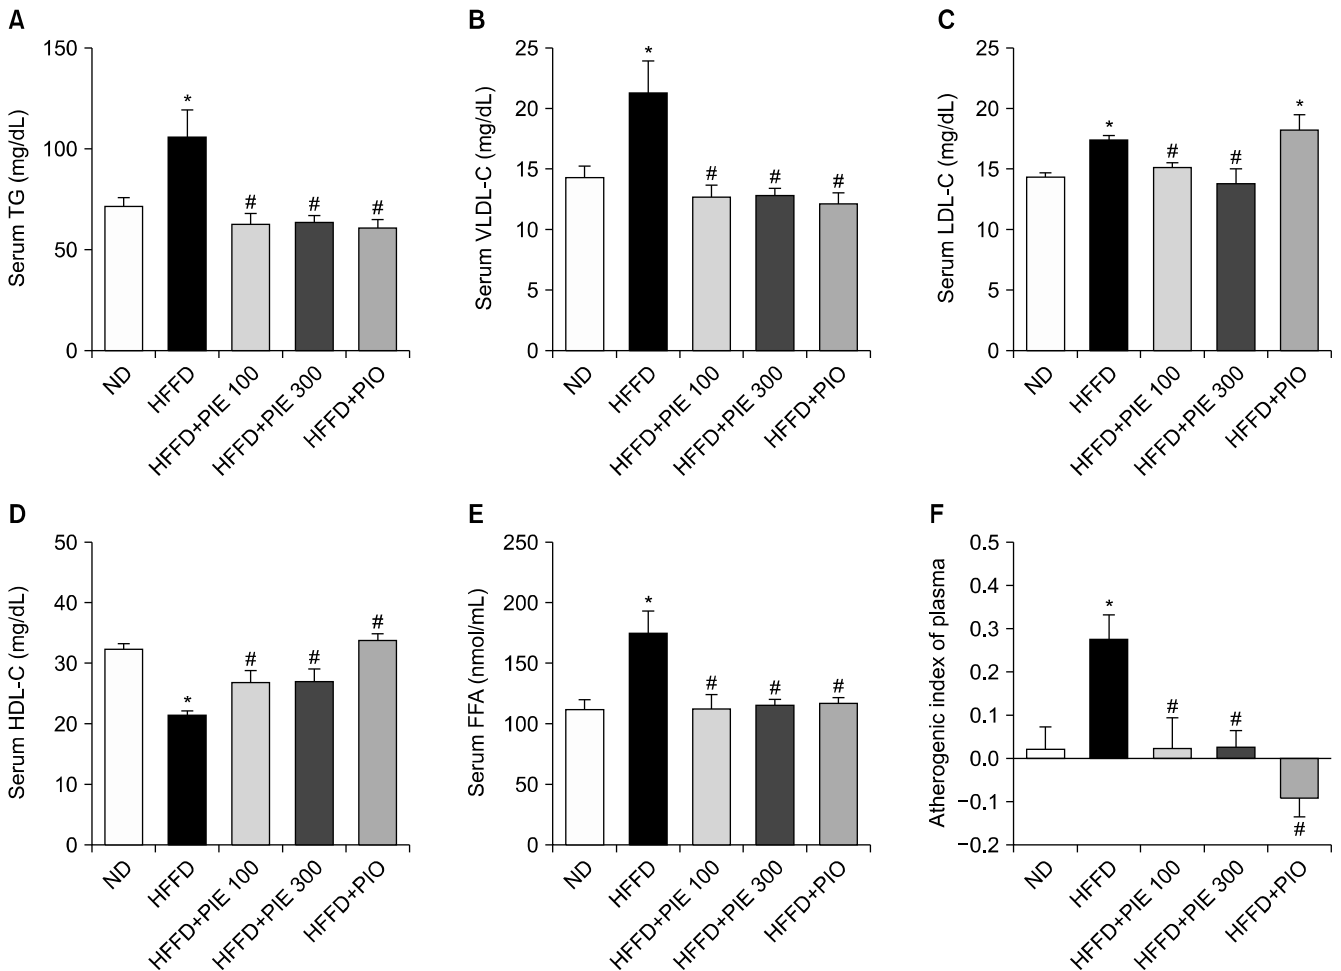 A
Serum TG (mg/dL)
150
100
50
0
*
#
#
#
ND
HFFD
HFFD+PIE 100
HFFD+PIE 300
HFFD+PIO
B
Serum VLDL-C (mg/dL)
25
20
15
10
5
0
*
#
#
#
ND
HFFD
HFFD+PIE 100
HFFD+PIE 300
HFFD+PIO
C
Serum LDL-C (mg/dL)
25
20
15
10
5
0
*
#
#
*
ND
HFFD
HFFD+PIE 100
HFFD+PIE 300
HFFD+PIO
D
Serum HDL-C (mg/dL)
50
40
30
20
10
0
*
#
#
#
ND
HFFD
HFFD+PIE 100
HFFD+PIE 300
HFFD+PIO
E
Serum FFA (nmol/mL)
250
200
150
100
50
0
*
#
#
#
ND
HFFD
HFFD+PIE 100
HFFD+PIE 300
HFFD+PIO
F
Atherogenic index of plasma
0.5
0.4
0.3
0.2
0.1
0.0
−0.1
−0.2
*
#
#
#
ND
HFFD
HFFD+PIE 100
HFFD+PIE 300
HFFD+PIO